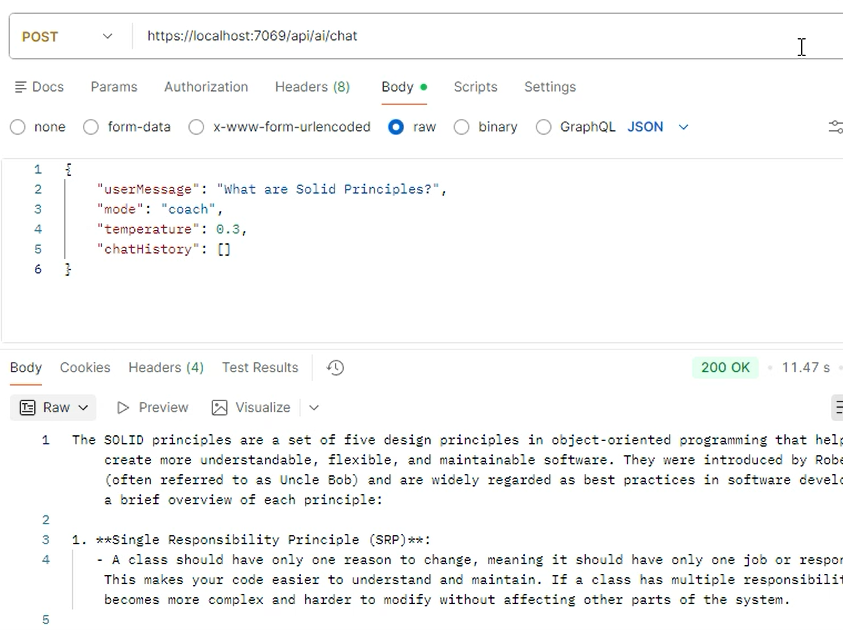 POST https://localhost:7069/api/ai/chat
Docs Params Authorization Headers (8) Body Scripts Settings
none form-data x-www-form-urlencoded raw binary GraphQL JSON
1 {
2 "userMessage": "What are Solid Principles?",
3 "mode": "coach",
4 "temperature": 0.3,
5 "chatHistory": []
6 }
Body Cookies Headers (4) Test Results 200 OK 11.47 s
Raw Preview Visualize
1 The SOLID principles are a set of five design principles in object-oriented programming that help
create more understandable, flexible, and maintainable software. They were introduced by Robe
(often referred to as Uncle Bob) and are widely regarded as best practices in software develo
a brief overview of each principle:
2
3 1. **Single Responsibility Principle (SRP)**:
4 - A class should have only one reason to change, meaning it should have only one job or respon
This makes your code easier to understand and maintain. If a class has multiple responsibilit
becomes more complex and harder to modify without affecting other parts of the system.
5